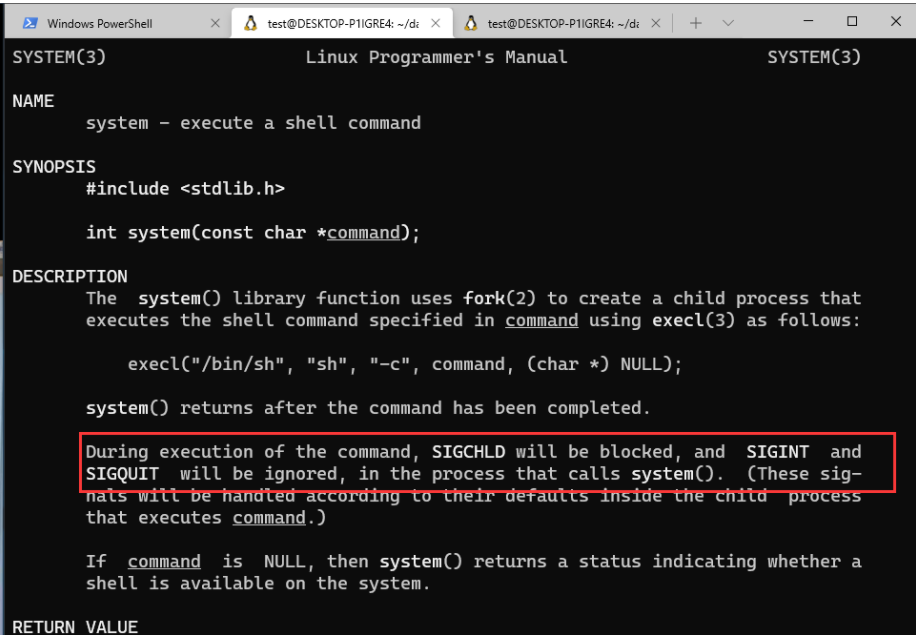 Windows PowerShell
test@DESKTOP-P1IGRE4: ~/da
test@DESKTOP-P1IGRE4: ~/da
SYSTEM(3) Linux Programmer's Manual SYSTEM(3)
NAME
system - execute a shell command
SYNOPSIS
#include <stdlib.h>
int system(const char *command);
DESCRIPTION
The system() library function uses fork(2) to create a child process that
executes the shell command specified in command using execl(3) as follows:
execl("/bin/sh", "sh", "-c", command, (char *) NULL);
system() returns after the command has been completed.
During execution of the command, SIGCHLD will be blocked, and SIGINT and
SIGQUIT will be ignored, in the process that calls system(). (These sig-
nals will be handled according to their defaults inside the child process
that executes command.)
If command is NULL, then system() returns a status indicating whether a
shell is available on the system.
RETURN VALUE